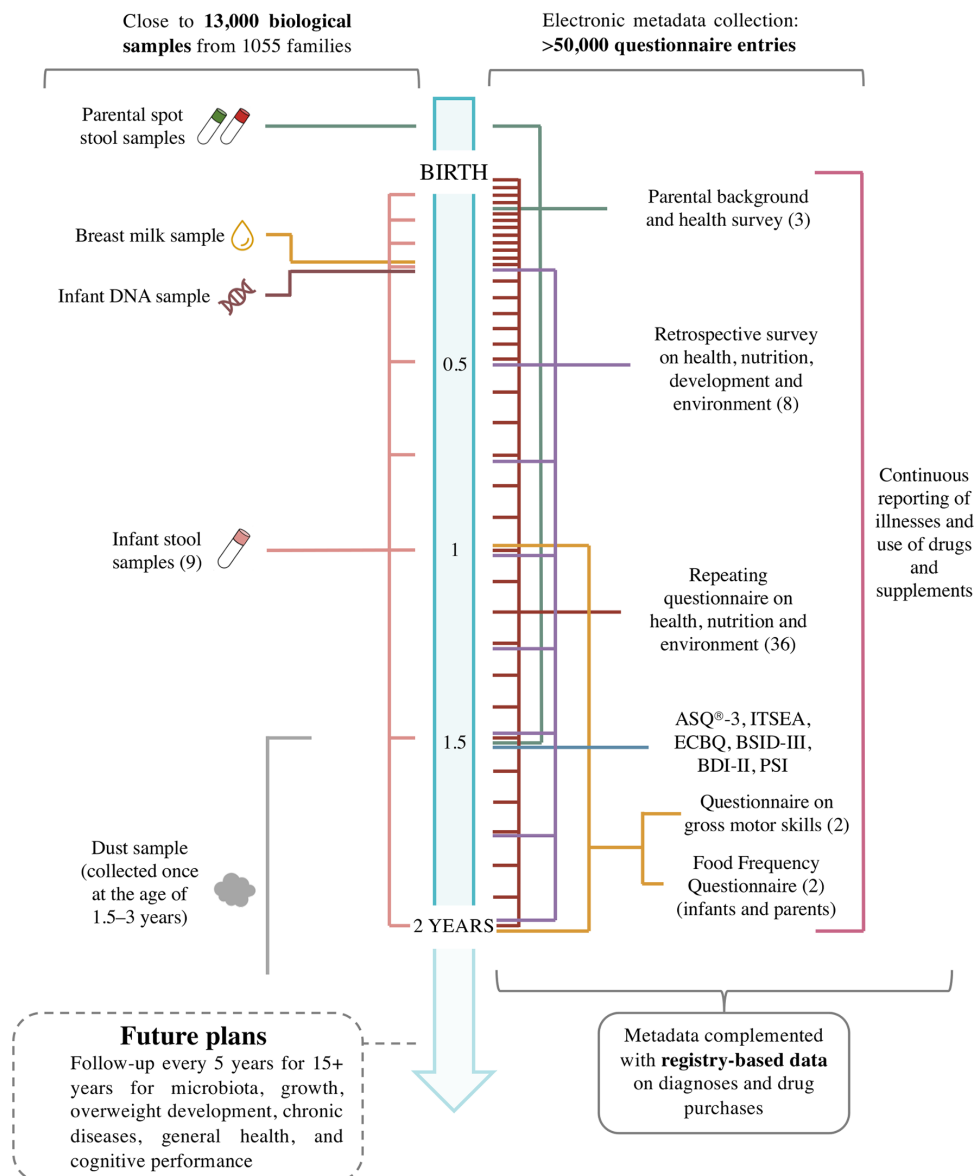 Close to 13,000 biological
samples from 1055 families
Electronic metadata collection:
>50,000 questionnaire entries
Parental spot
stool samples
BIRTH
Parental background
and health survey (3)
Breast milk sample
Infant DNA sample
Retrospective survey
on health, nutrition,
development and
environment (8)
0.5
Continuous
reporting of
illnesses and
use of drugs
and
supplements
Infant stool
samples (9)
1
Repeating
questionnaire on
health, nutrition and
environment (36)
ASQ®-3, ITSEA,
ECBQ, BSID-III,
BDI-II, PSI
1.5
Questionnaire on
gross motor skills (2)
Dust sample
(collected once
at the age of
1.5–3 years)
Food Frequency
Questionnaire (2)
(infants and parents)
2 YEARS
Future plans
Follow-up every 5 years for 15+
years for microbiota, growth,
overweight development, chronic
diseases, general health, and
cognitive performance
Metadata complemented
with registry-based data
on diagnoses and drug
purchases